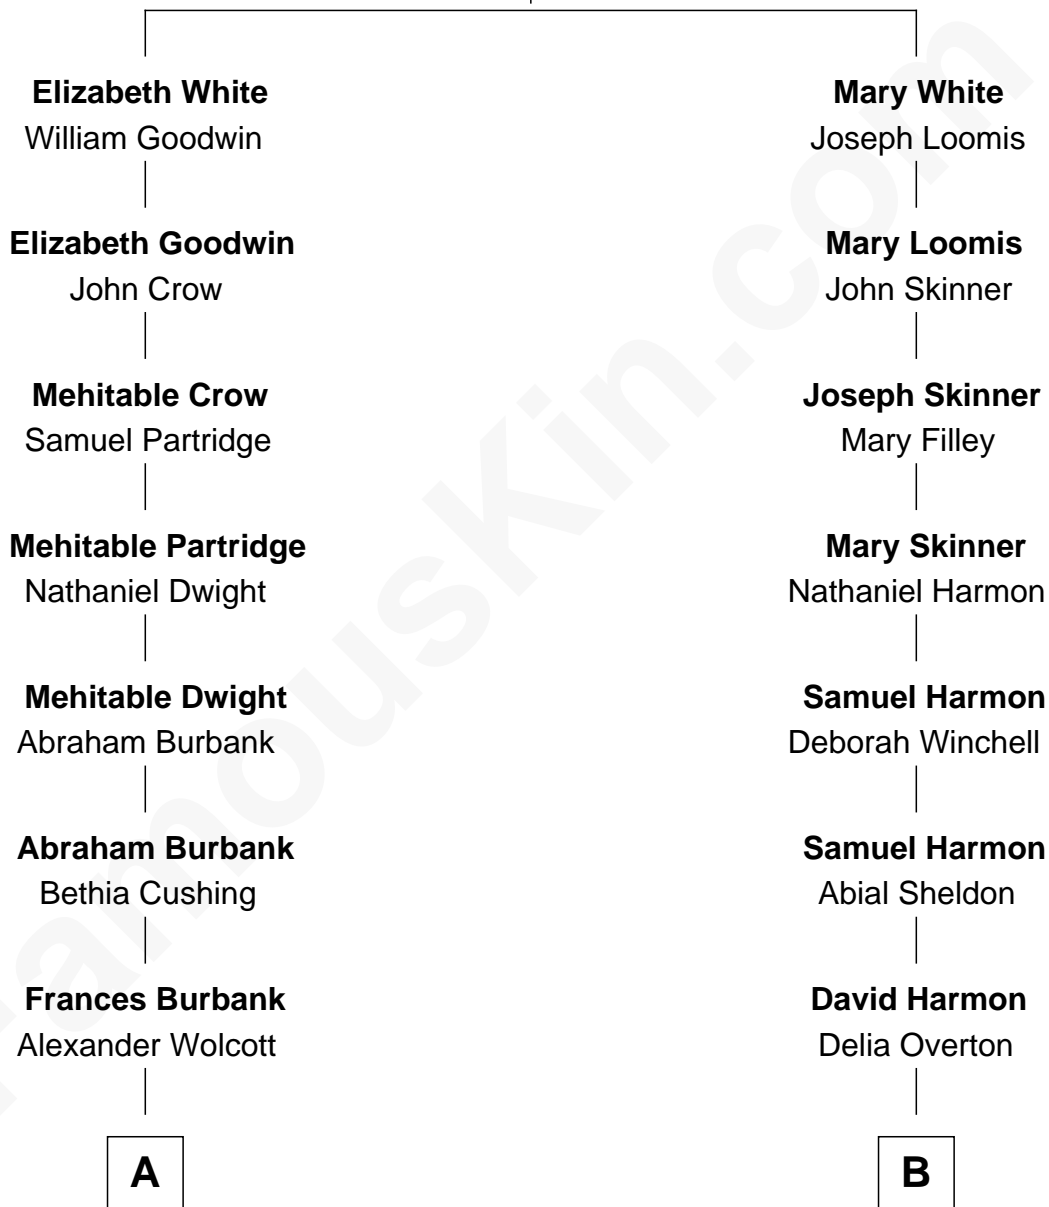 Elizabeth White
William Goodwin
Mary White
Joseph Loomis
Elizabeth Goodwin
John Crow
Mary Loomis
John Skinner
Mehitable Crow
Samuel Partridge
Joseph Skinner
Mary Filley
Mehitable Partridge
Nathaniel Dwight
Mary Skinner
Nathaniel Harmon
Mehitable Dwight
Abraham Burbank
Samuel Harmon
Deborah Winchell
Abraham Burbank
Bethia Cushing
Samuel Harmon
Abial Sheldon
Frances Burbank
Alexander Wolcott
David Harmon
Delia Overton
A
B
FamousKin.com